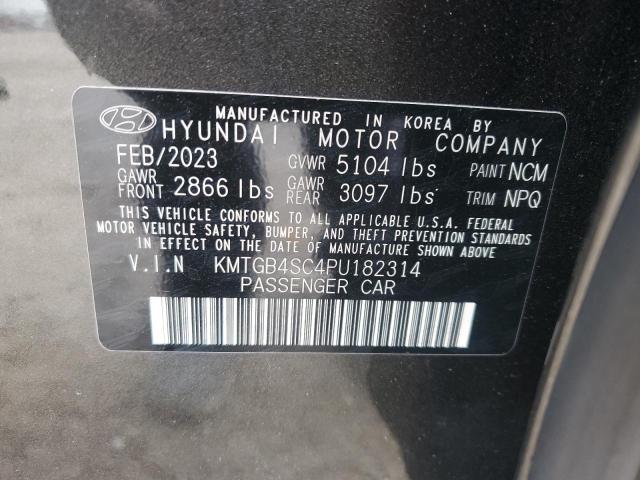 MANUFACTURED IN KOREA BY
HYUNDAI MOTOR COMPANY
FEB/2023 GVWR 5104 lbs PAINT NCM
GAWR FRONT 2866 lbs GAWR REAR 3097 lbs TRIM NPQ
THIS VEHICLE CONFORMS TO ALL APPLICABLE U.S.A. FEDERAL
MOTOR VEHICLE SAFETY, BUMPER, AND THEFT PREVENTION STANDARDS
IN EFFECT ON THE DATE OF MANUFACTURE SHOWN ABOVE
V.I.N KMTGB4SC4PU182314
PASSENGER CAR